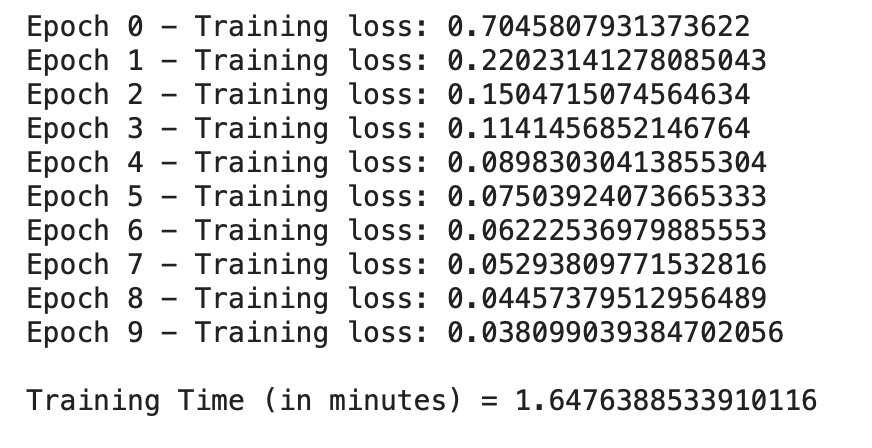 Epoch 0 – Training loss: 0.7045807931373622
Epoch 1 – Training loss: 0.22023141278085043
Epoch 2 – Training loss: 0.1504715074564634
Epoch 3 – Training loss: 0.1141456852146764
Epoch 4 – Training loss: 0.08983030413855304
Epoch 5 – Training loss: 0.07503924073665333
Epoch 6 – Training loss: 0.06222536979885553
Epoch 7 – Training loss: 0.05293809771532816
Epoch 8 – Training loss: 0.04457379512956489
Epoch 9 – Training loss: 0.038099039384702056
Training Time (in minutes) = 1.6476388533910116